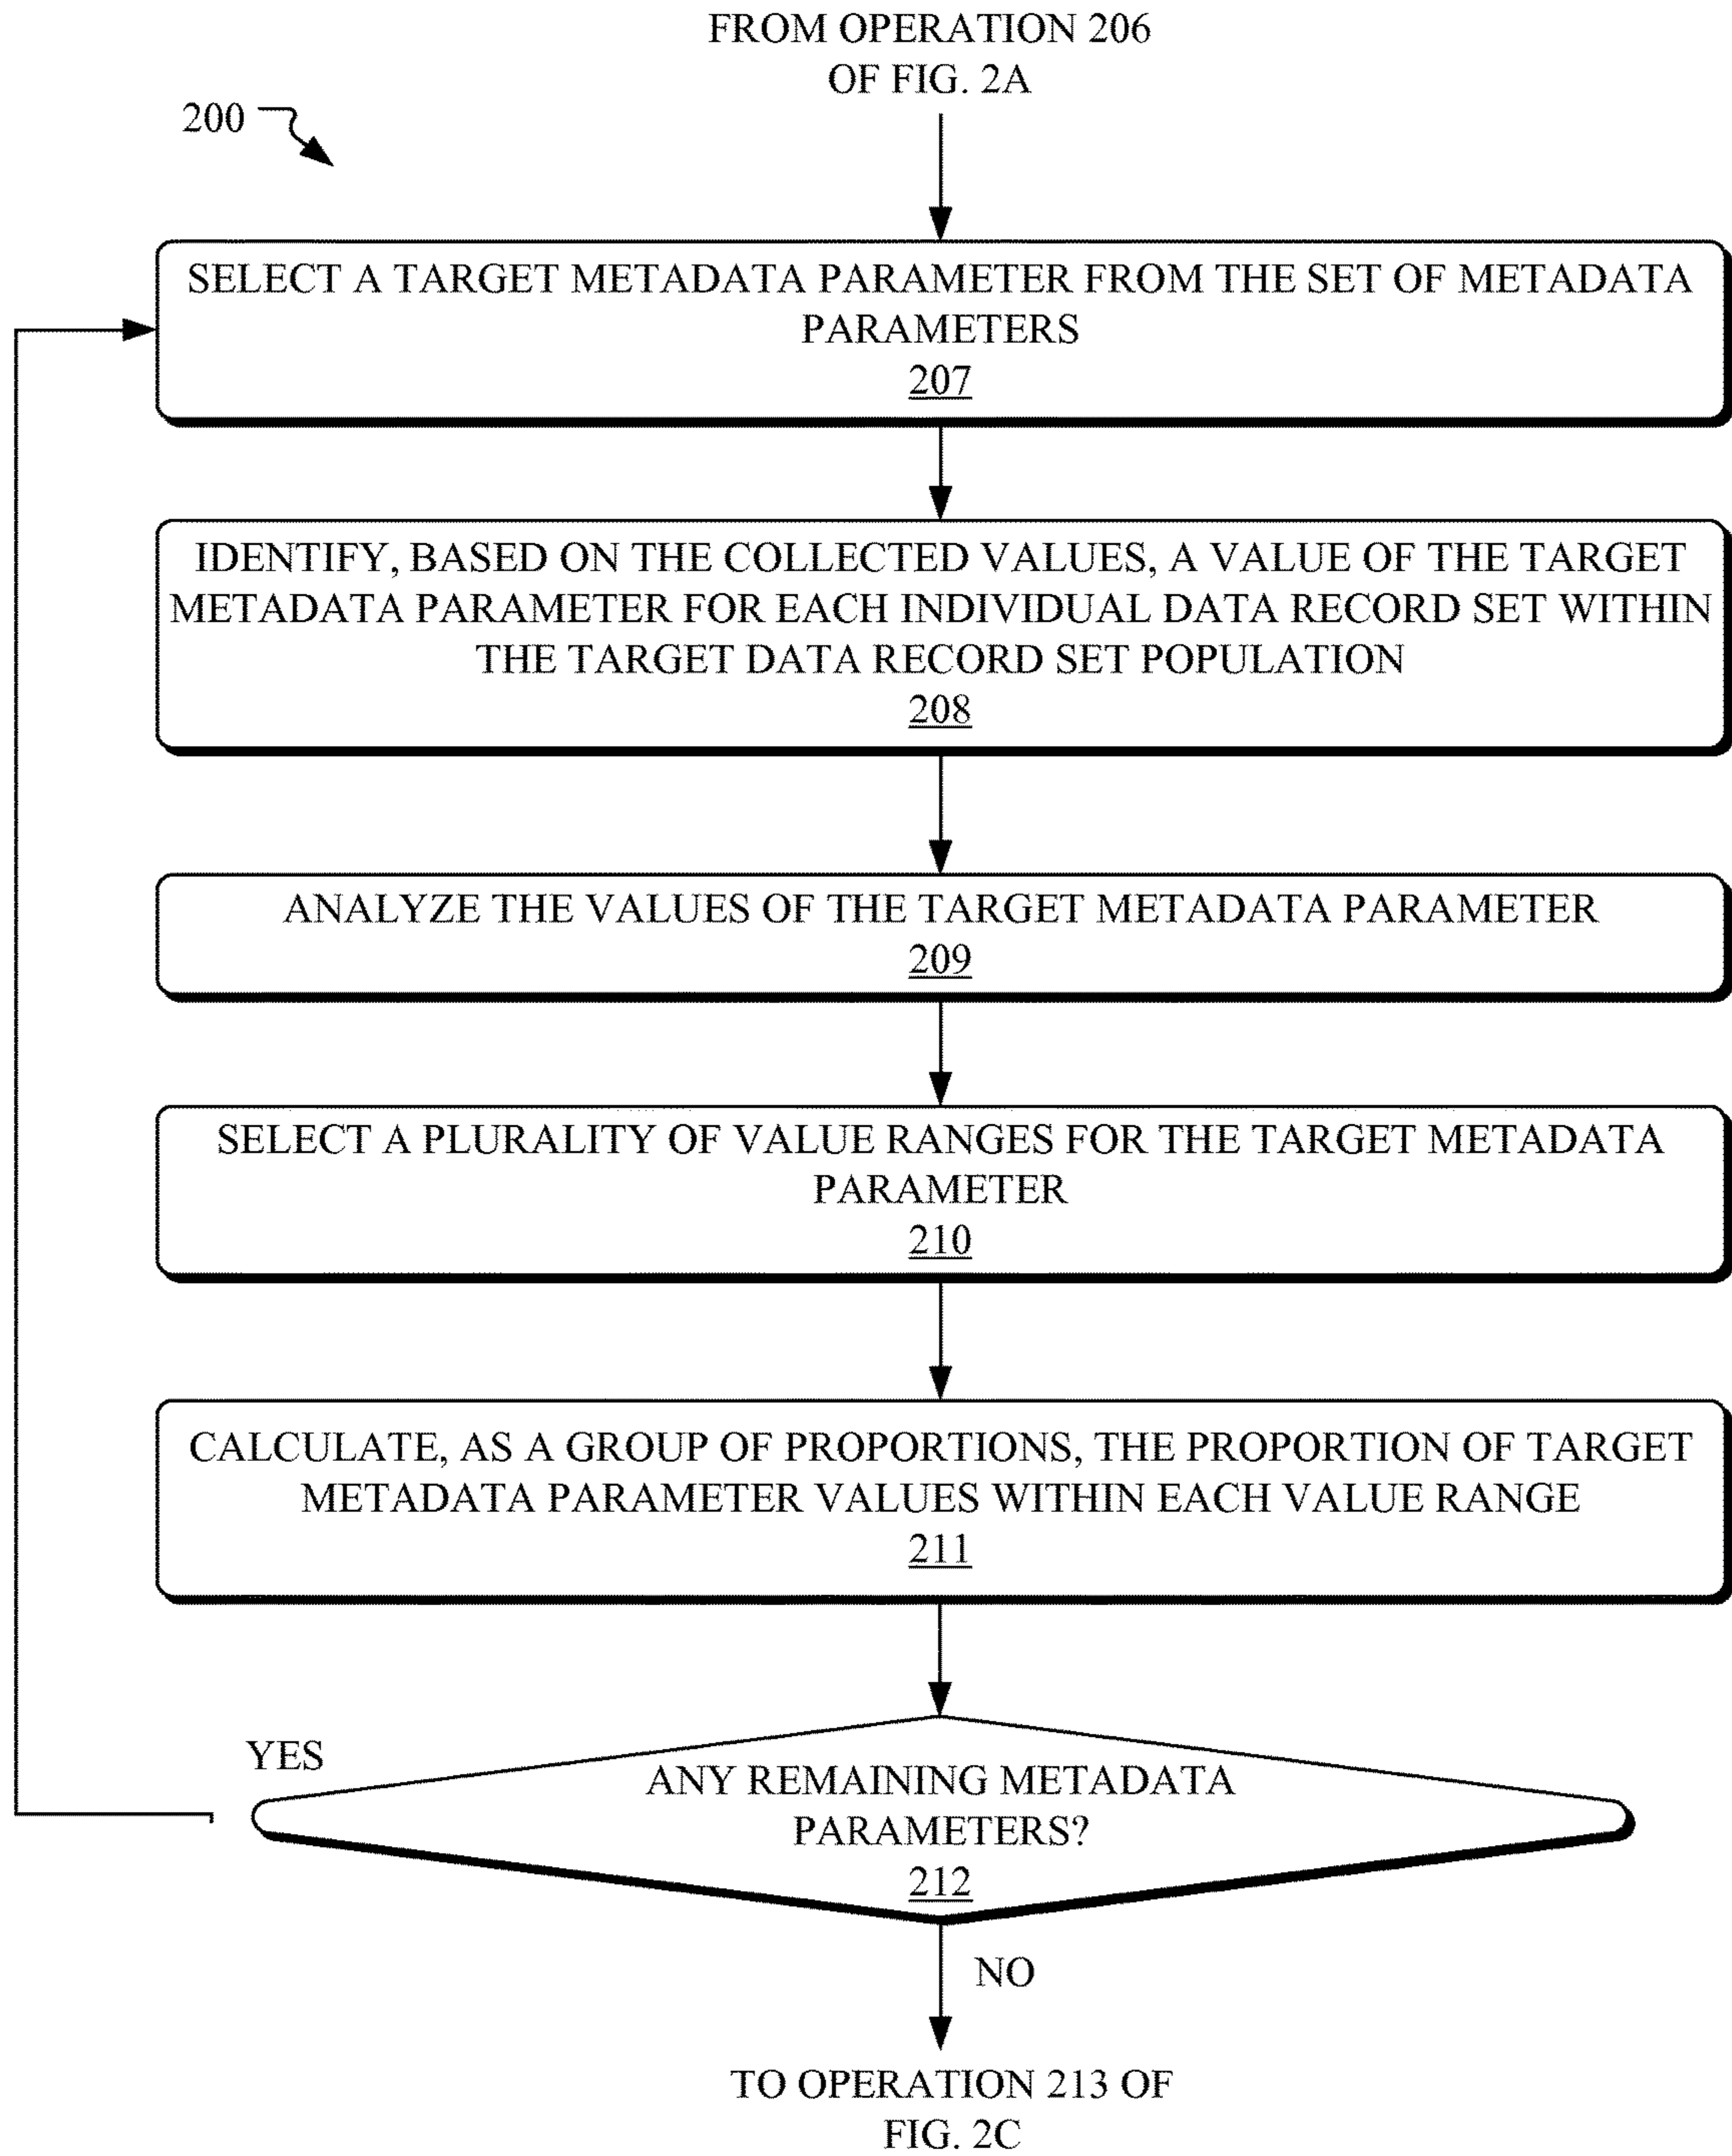 FROM OPERATION 206
OF FIG. 2A
200
SELECT A TARGET METADATA PARAMETER FROM THE SET OF METADATA
PARAMETERS
207
IDENTIFY, BASED ON THE COLLECTED VALUES, A VALUE OF THE TARGET
METADATA PARAMETER FOR EACH INDIVIDUAL DATA RECORD SET WITHIN
THE TARGET DATA RECORD SET POPULATION
208
ANALYZE THE VALUES OF THE TARGET METADATA PARAMETER
209
SELECT A PLURALITY OF VALUE RANGES FOR THE TARGET METADATA
PARAMETER
210
CALCULATE, AS A GROUP OF PROPORTIONS, THE PROPORTION OF TARGET
METADATA PARAMETER VALUES WITHIN EACH VALUE RANGE
211
YES
ANY REMAINING METADATA
PARAMETERS?
212
NO
TO OPERATION 213 OF
FIG. 2C